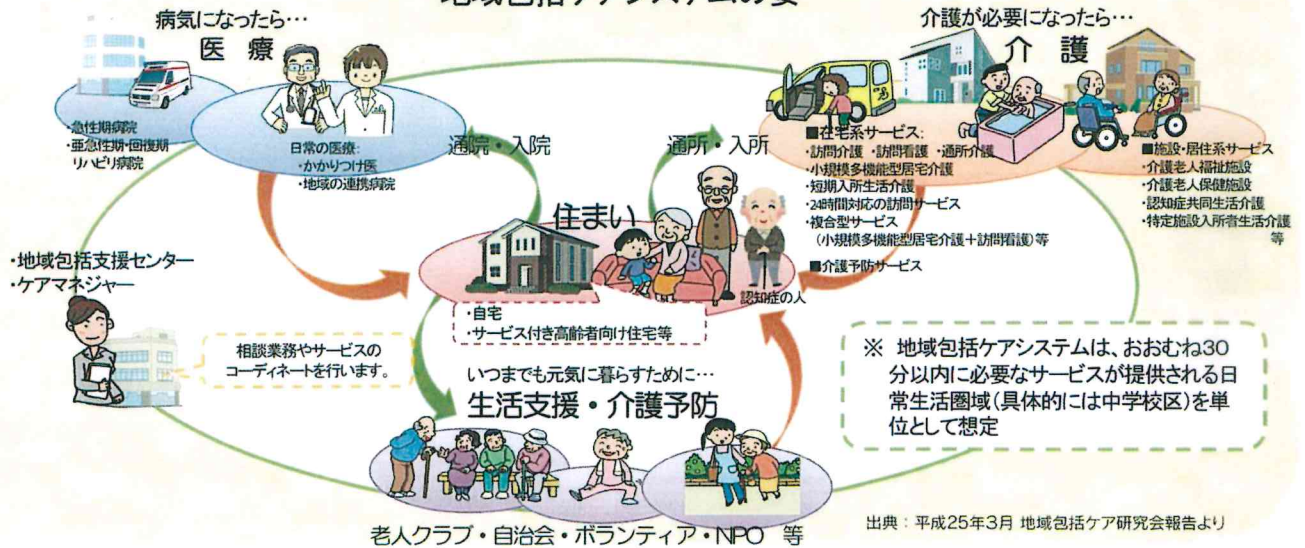 地域包括ケアシステムの姿
病気になったら…
医 療
・急性期病院
・亜急性期・回復期
リハビリ病院
日常の医療:
・かかりつけ医
・地域の連携病院
通院・入院
介護が必要になったら…
介 護
通所・入所
■在宅系サービス:
・訪問介護 ・訪問看護 ・通所介護
・小規模多機能型居宅介護
・短期入所生活介護
・24時間対応の訪問サービス
・複合型サービス
(小規模多機能型居宅介護+訪問看護)等
■介護予防サービス
■施設・居住系サービス
・介護老人福祉施設
・介護老人保健施設
・認知症共同生活介護
・特定施設入所者生活介護
等
住まい
認知症の人
・自宅
・サービス付き高齢者向け住宅等
・地域包括支援センター
・ケアマネジャー
相談業務やサービスの
コーディネートを行います。
いつまでも元気に暮らすために…
生活支援・介護予防
老人クラブ・自治会・ボランティア・NPO 等
※ 地域包括ケアシステムは、おおむね30
分以内に必要なサービスが提供される日
常生活圏域(具体的には中学校区)を単
位として想定
出典:平成25年3月 地域包括ケア研究会報告より